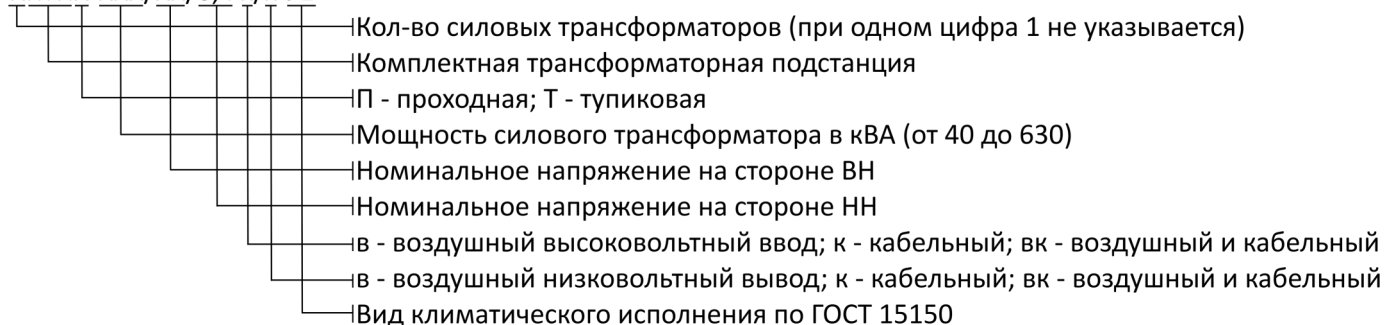 Кол-во силовых трансформаторов (при одном цифра 1 не указывается)
Комплектная трансформаторная подстанция
П - проходная; Т - тупиковая
Мощность силового трансформатора в кВА (от 40 до 630)
Номинальное напряжение на стороне ВН
Номинальное напряжение на стороне НН
в - воздушный высоковольтный ввод; к - кабельный; вк - воздушный и кабельный
в - воздушный низковольтный вывод; к - кабельный; вк - воздушный и кабельный
Вид климатического исполнения по ГОСТ 15150